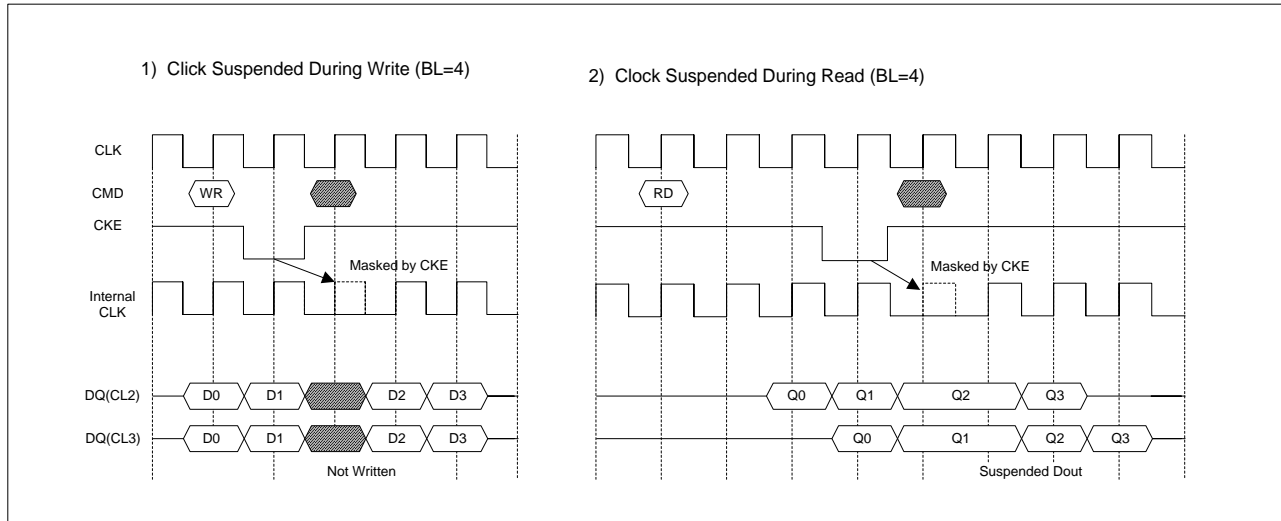 1) Click Suspended During Write (BL=4)
2) Clock Suspended During Read (BL=4)
CLK
CMD
WR
RD
CKE
Masked by CKE
Masked by CKE
Internal
CLK
DQ(CL2)
D0 D1 D2 D3
Q0 Q1 Q2 Q3
DQ(CL3)
D0 D1 D2 D3
Q0 Q1 Q2 Q3
Not Written
Suspended Dout